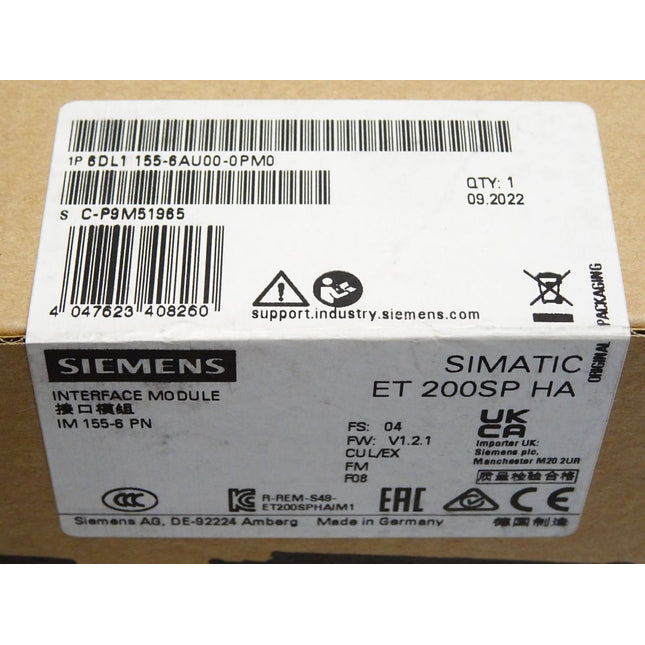 1P 6DL1 155-6AU00-0PM0
QTY: 1
09.2022
S C-P9M51965
4 047623 408260
support.industry.siemens.com
ORIGINAL PACKAGING
SIEMENS
SIMATIC
ET 200SP HA
INTERFACE MODULE
接口模组
IM 155-6 PN
FS: 04
FW: V1.2.1
CUL/EX
FM
F08
UK
CA
Importer UK:
Siemens plc,
Manchester M20 2UR
质量检验合格
CCC
R-REM-S49-
ET200SPHAIM1
EAC
CE
Siemens AG, DE-92224 Amberg Made in Germany
德国制造